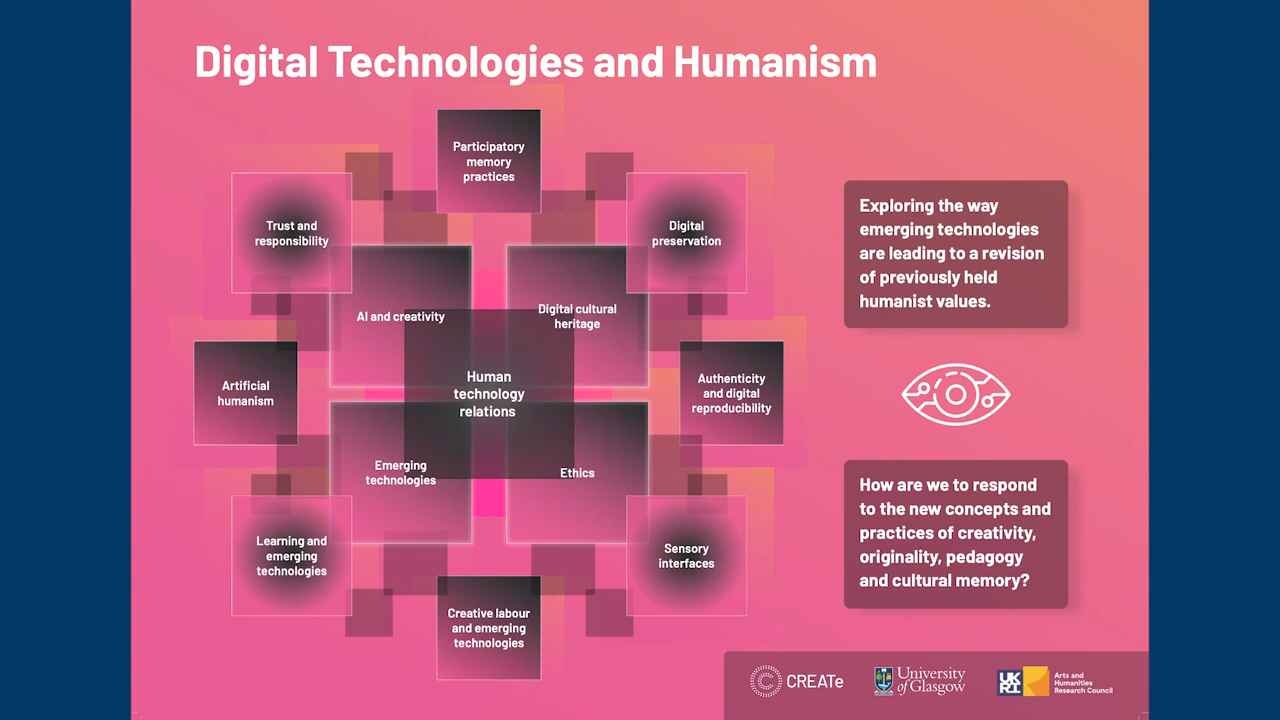 Digital Technologies and Humanism
Participatory
memory
practices
Trust and
responsibility
Digital
preservation
AI and creativity
Digital cultural
heritage
Artificial
humanism
Human
technology
relations
Authenticity
and digital
reproducibility
Emerging
technologies
Ethics
Learning and
emerging
technologies
Sensory
interfaces
Creative labour
and emerging
technologies
Exploring the way
emerging technologies
are leading to a revision
of previously held
humanist values.
How are we to respond
to the new concepts and
practices of creativity,
originality, pedagogy
and cultural memory?
CREATe
University
of Glasgow
UK
RI
Arts and
Humanities
Research Council